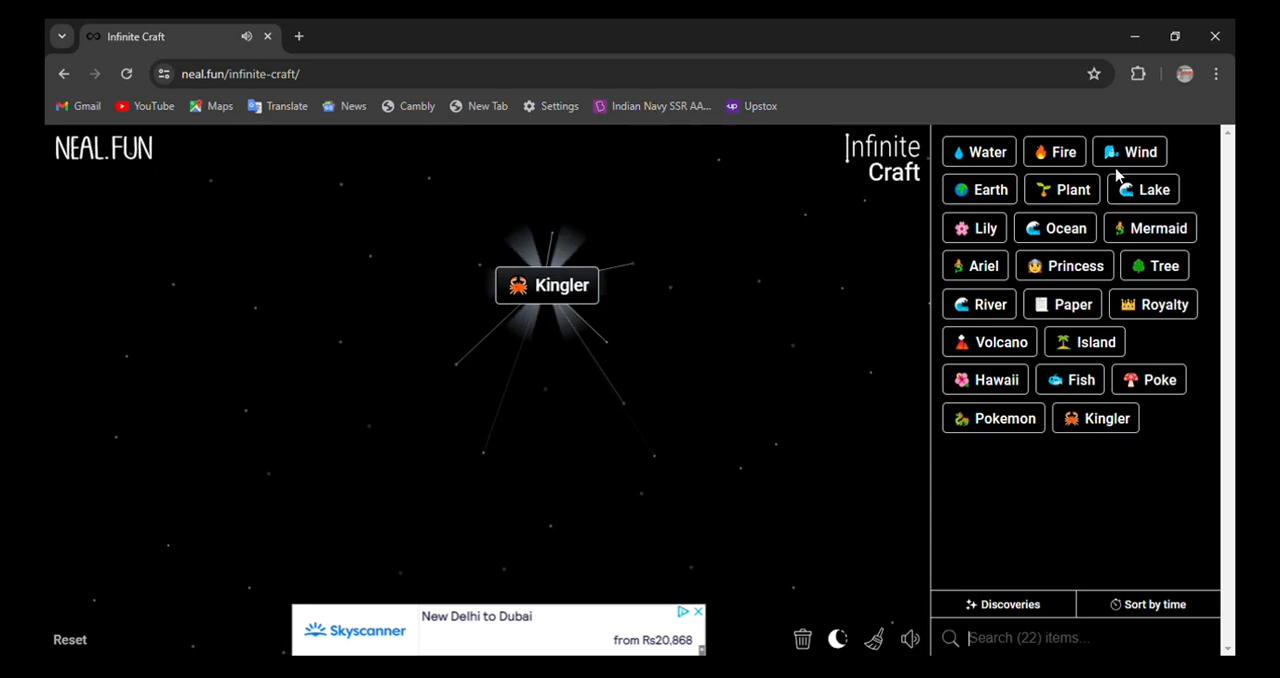 Infinite Craft
neal.fun/infinite-craft/
Gmail YouTube Maps Translate News Cambly New Tab Settings Indian Navy SSR AA... Upstox
NEAL.FUN
Infinite
Craft
Kingler
Water Fire Wind
Earth Plant Lake
Lily Ocean Mermaid
Ariel Princess Tree
River Paper Royalty
Volcano Island
Hawaii Fish Poke
Pokemon Kingler
Discoveries Sort by time
Search (22) items...
Reset
Skyscanner
New Delhi to Dubai
from Rs20,868